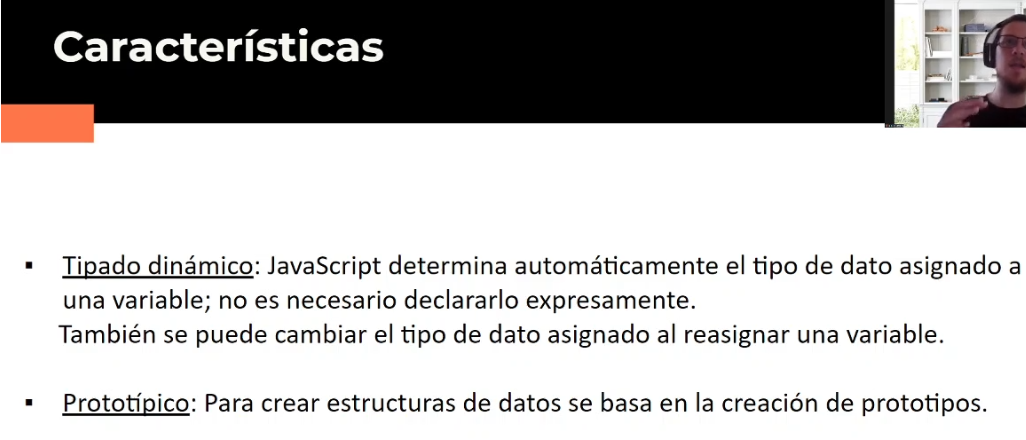 Características
▪ Tipado dinámico: JavaScript determina automáticamente el tipo de dato asignado a
una variable; no es necesario declararlo expresamente.
También se puede cambiar el tipo de dato asignado al reasignar una variable.
▪ Prototípico: Para crear estructuras de datos se basa en la creación de prototipos.